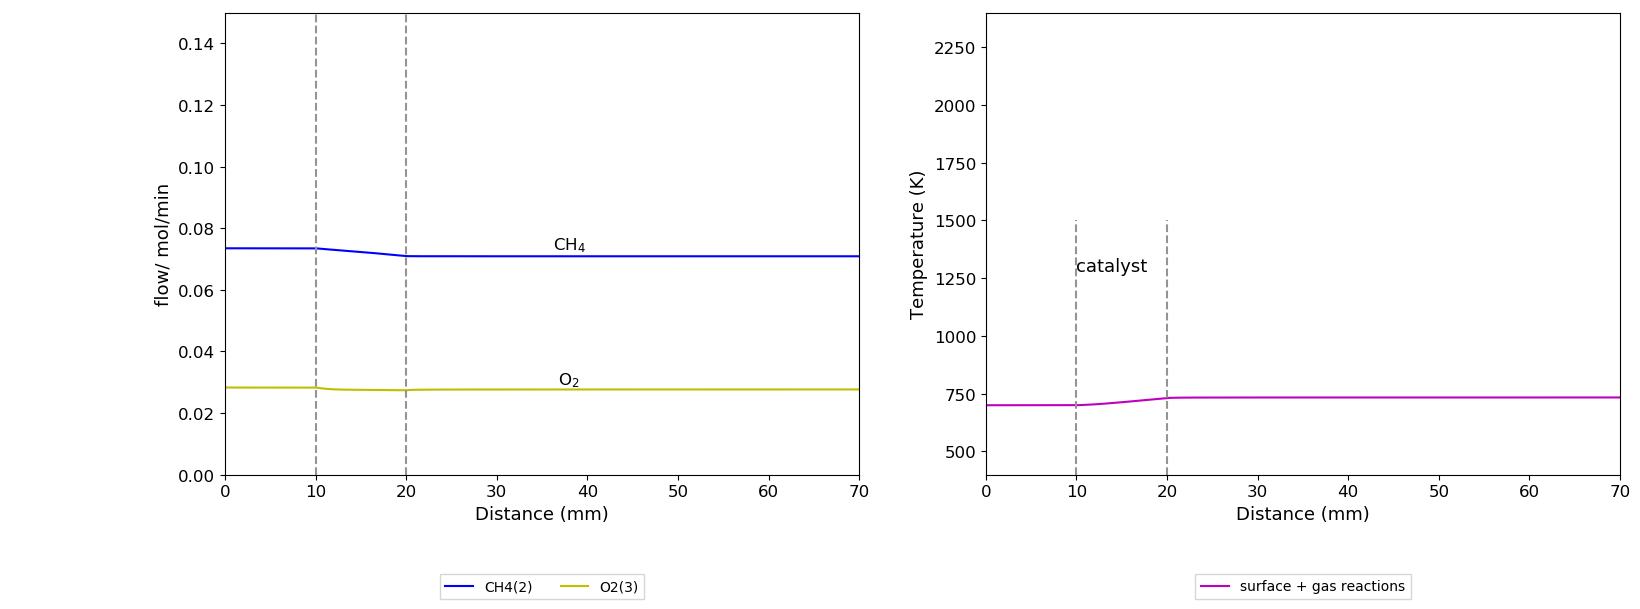 flow/ mol/min
0.14
0.12
0.10
0.08
0.06
0.04
0.02
0.00
CH₄
O₂
0 10 20 30 40 50 60 70
Distance (mm)
CH4(2) O2(3)
Temperature (K)
2250
2000
1750
1500
1250
1000
750
500
catalyst
0 10 20 30 40 50 60 70
Distance (mm)
surface + gas reactions